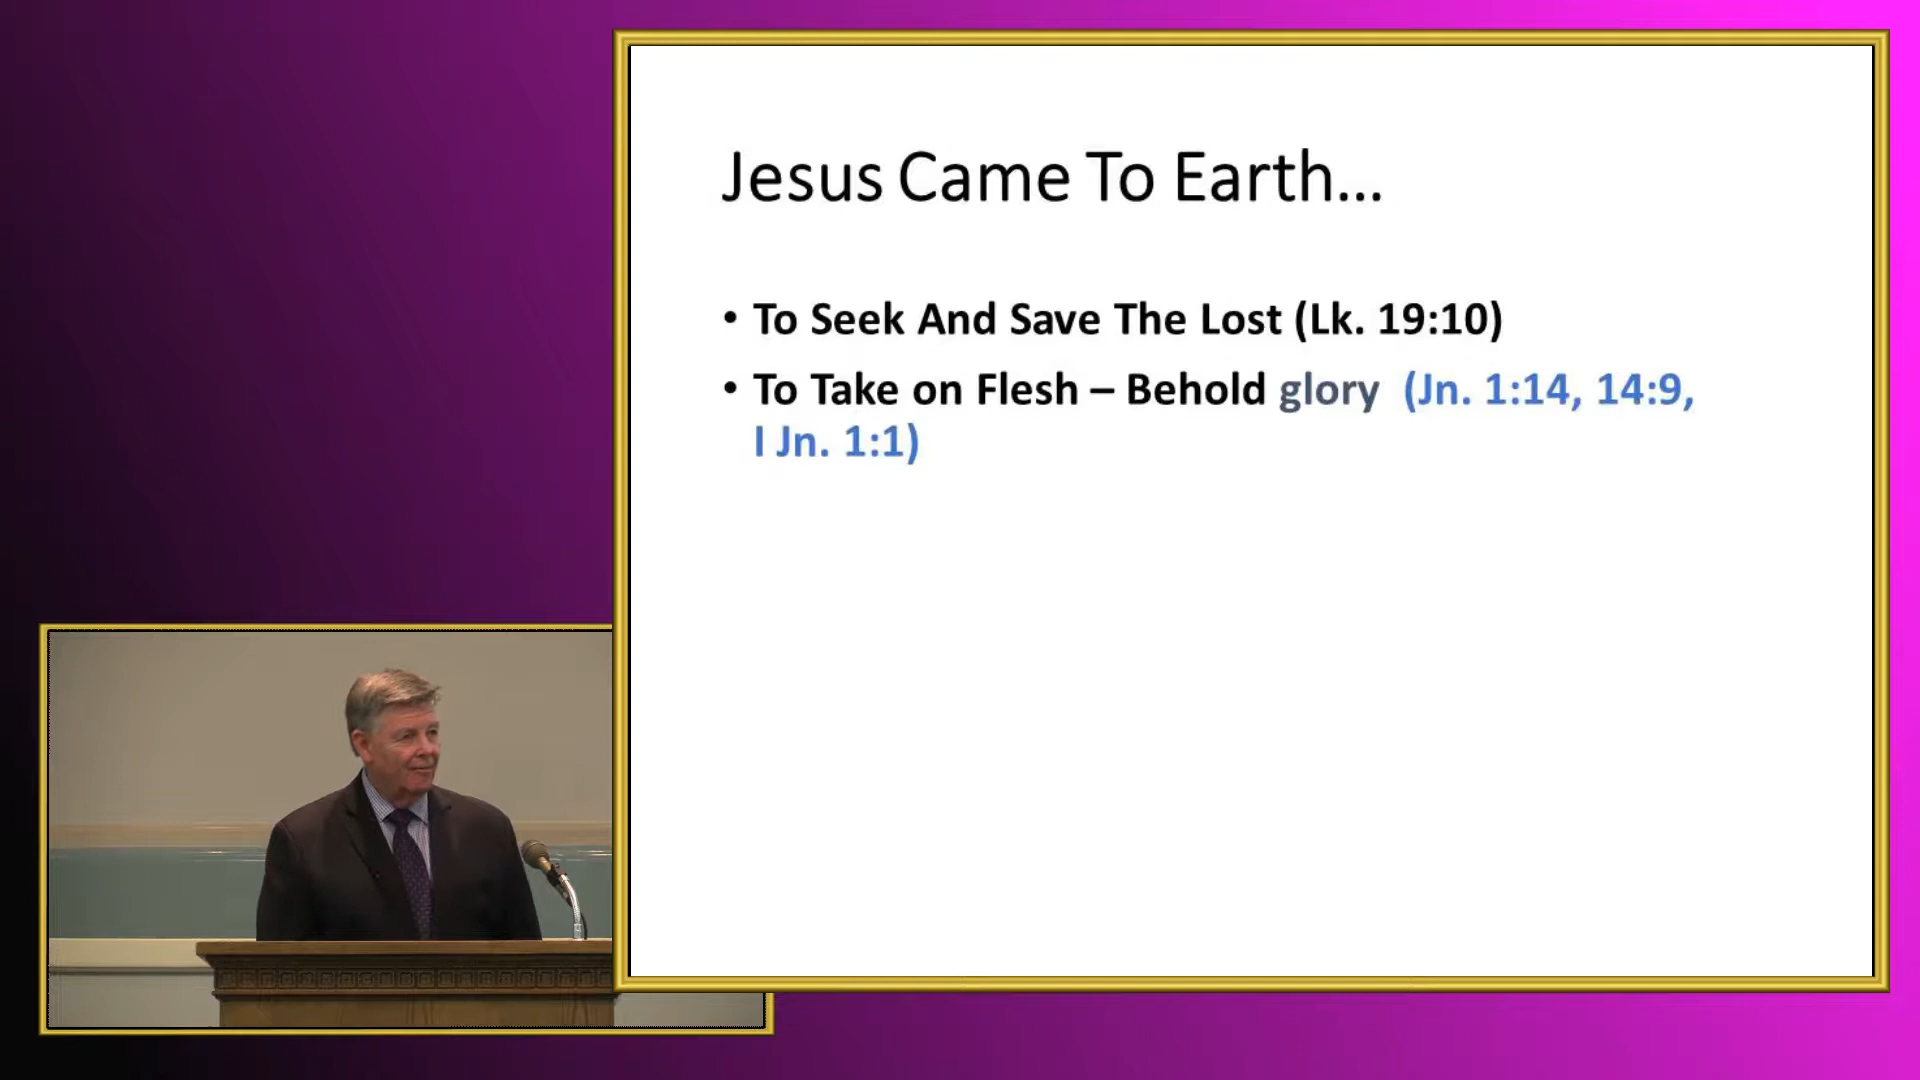 Jesus Came To Earth...
• To Seek And Save The Lost (Lk. 19:10)
• To Take on Flesh – Behold glory (Jn. 1:14, 14:9,
I Jn. 1:1)